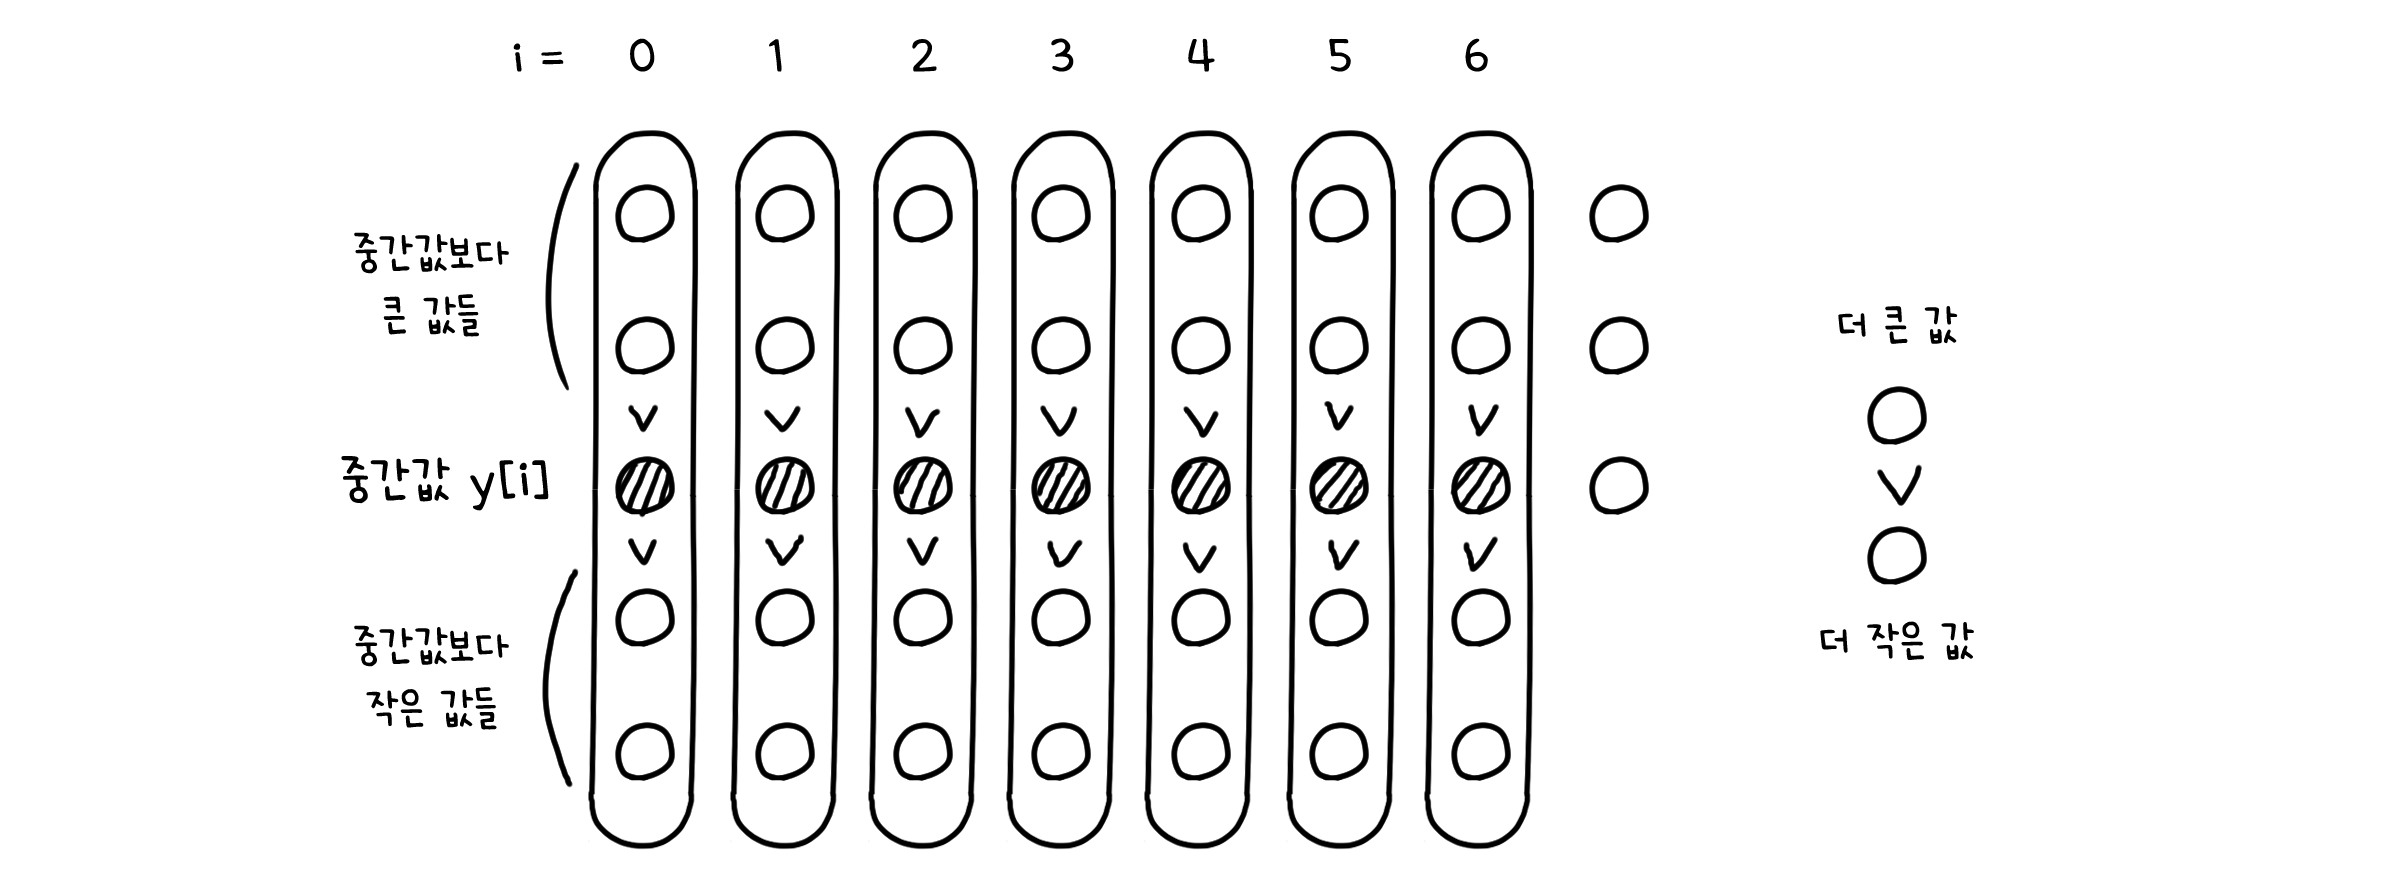 i = 0 1 2 3 4 5 6
중간값보다
큰 값들
중간값 y[i]
중간값보다
작은 값들
더 큰 값
더 작은 값